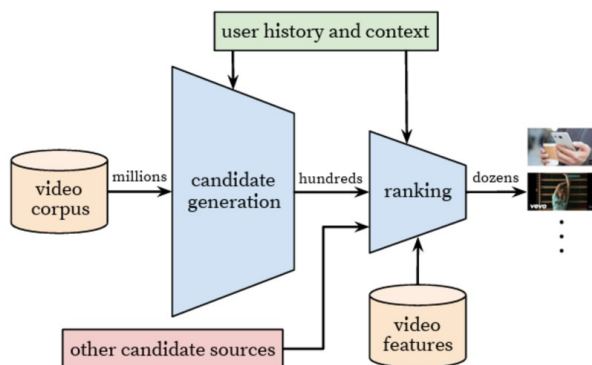 user history and context
video
corpus
millions
candidate
generation
hundreds
ranking
dozens
vevo
other candidate sources
video
features